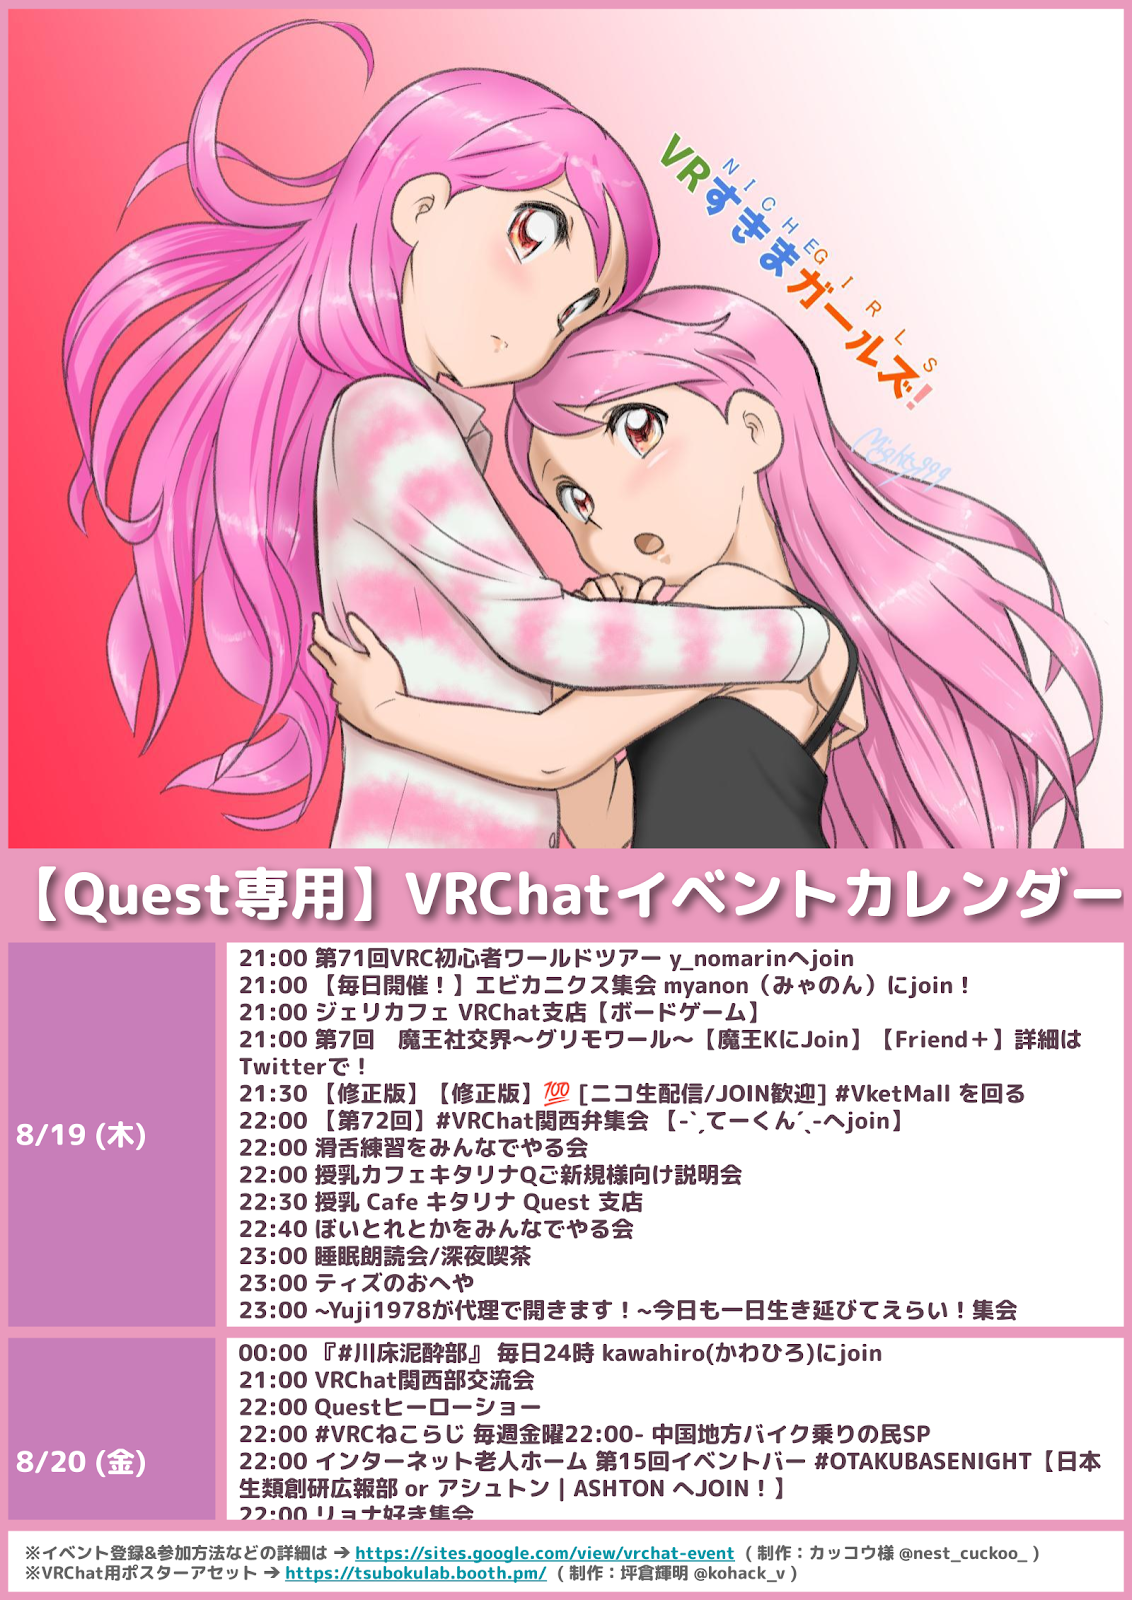 VRすきまガールズ!
NICHEGIRLS
Mighty999
【Quest専用】VRChatイベントカレンダー
8/19 (木)
21:00 第71回VRC初心者ワールドツアー y_nomarinへjoin
21:00 【毎日開催！】エビカニクス集会 myanon（みゃのん）にjoin！
21:00 ジェリカフェ VRChat支店【ボードゲーム】
21:00 第7回　魔王社交界～グリモワール～【魔王KにJoin】【Friend＋】詳細は
Twitterで！
21:30 【修正版】【修正版】💯 [ニコ生配信/JOIN歓迎] #VketMall を回る
22:00 【第72回】#VRChat関西弁集会 【-ˋˏてーくんˊˎ-へjoin】
22:00 滑舌練習をみんなでやる会
22:00 授乳カフェキタリナQご新規様向け説明会
22:30 授乳 Cafe キタリナ Quest 支店
22:40 ぼいとれとかをみんなでやる会
23:00 睡眠朗読会/深夜喫茶
23:00 ティズのおへや
23:00 ~Yuji1978が代理で開きます！~今日も一日生き延びてえらい！集会
8/20 (金)
00:00 『#川床泥酔部』 毎日24時 kawahiro(かわひろ)にjoin
21:00 VRChat関西部交流会
22:00 Questヒーローショー
22:00 #VRCねこらじ 毎週金曜22:00- 中国地方バイク乗りの民SP
22:00 インターネット老人ホーム 第15回イベントバー #OTAKUBASENIGHT【日本
生類創研広報部 or アシュトン | ASHTON へJOIN！】
22:00 リョナ好き集会
※イベント登録&参加方法などの詳細は → https://sites.google.com/view/vrchat-event （ 制作：カッコウ様 @nest_cuckoo_ ）
※VRChat用ポスターアセット → https://tsubokulab.booth.pm/ （ 制作：坪倉輝明 @kohack_v ）